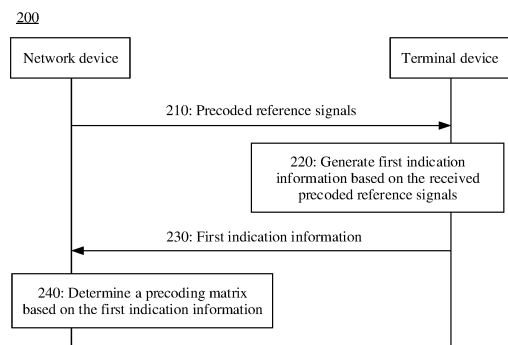 200
Network device
Terminal device
210: Precoded reference signals
220: Generate first indication
information based on the received
precoded reference signals
230: First indication information
240: Determine a precoding matrix
based on the first indication information